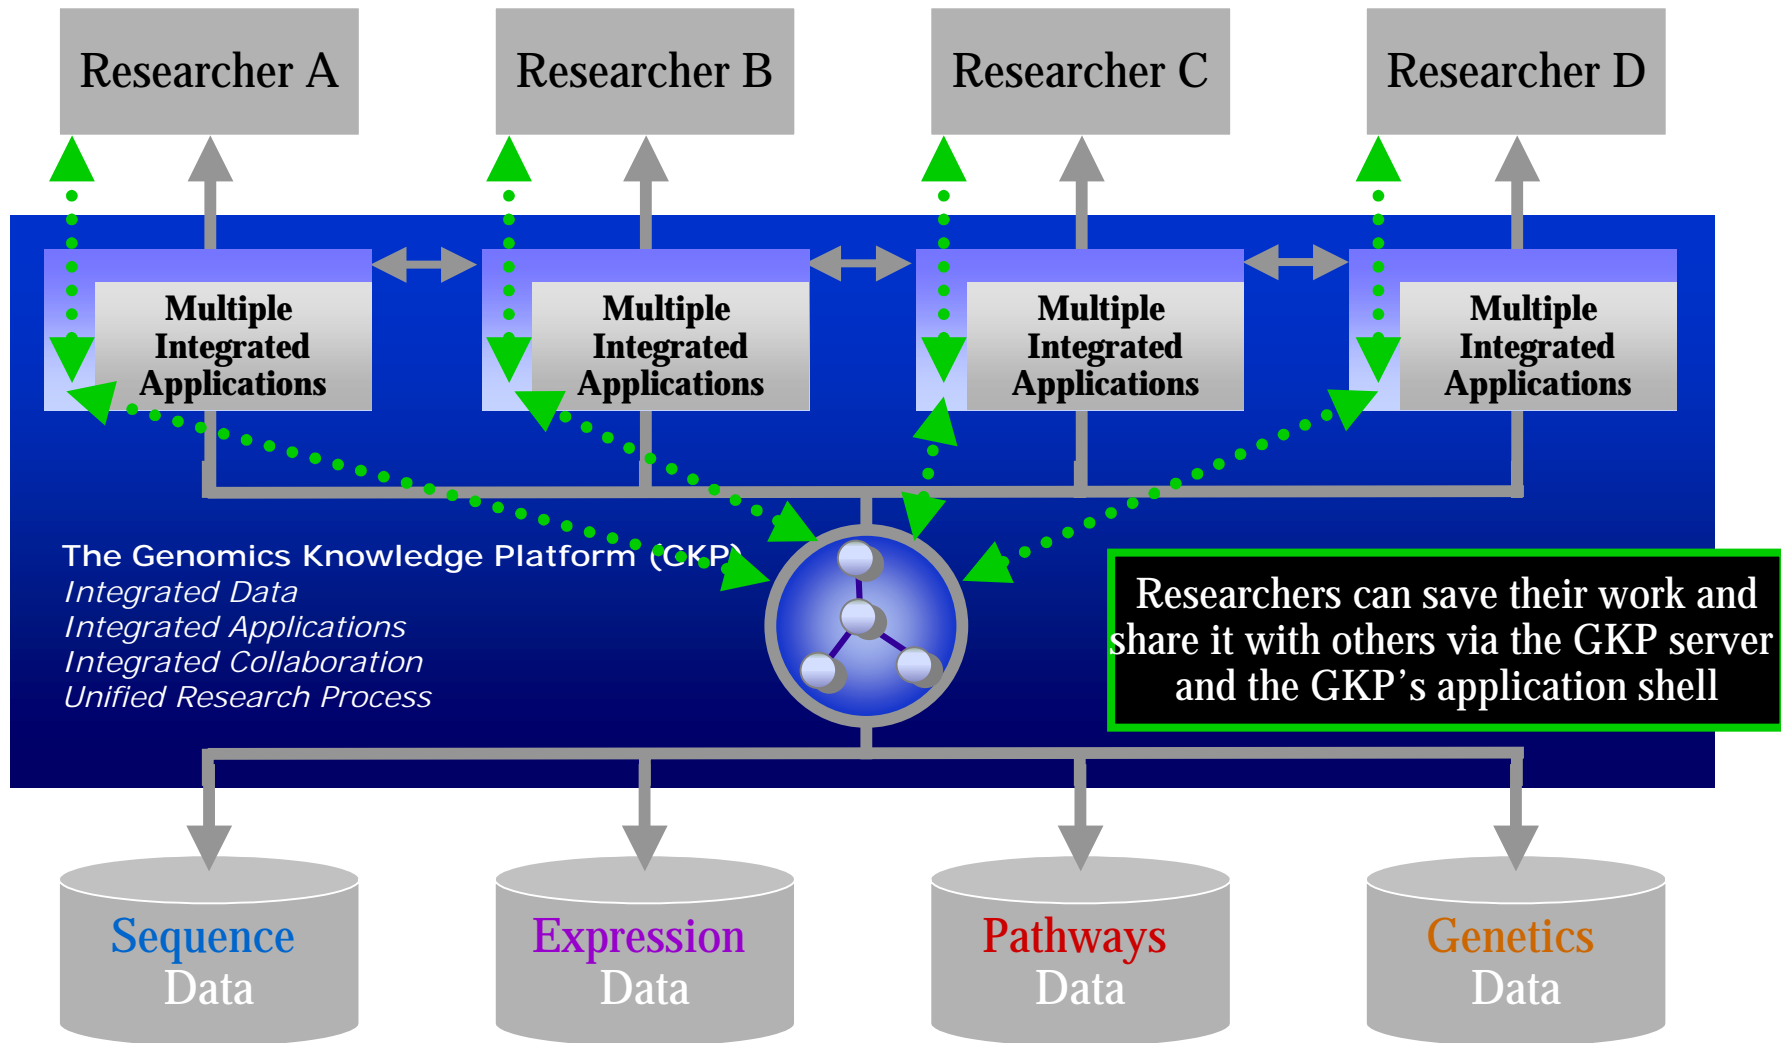 Researcher A
Researcher B
Researcher C
Researcher D
Multiple
Integrated
Applications
Multiple
Integrated
Applications
Multiple
Integrated
Applications
Multiple
Integrated
Applications
The Genomics Knowledge Platform (GKP)
Integrated Data
Integrated Applications
Integrated Collaboration
Unified Research Process
Researchers can save their work and
share it with others via the GKP server
and the GKP’s application shell
Sequence
Data
Expression
Data
Pathways
Data
Genetics
Data